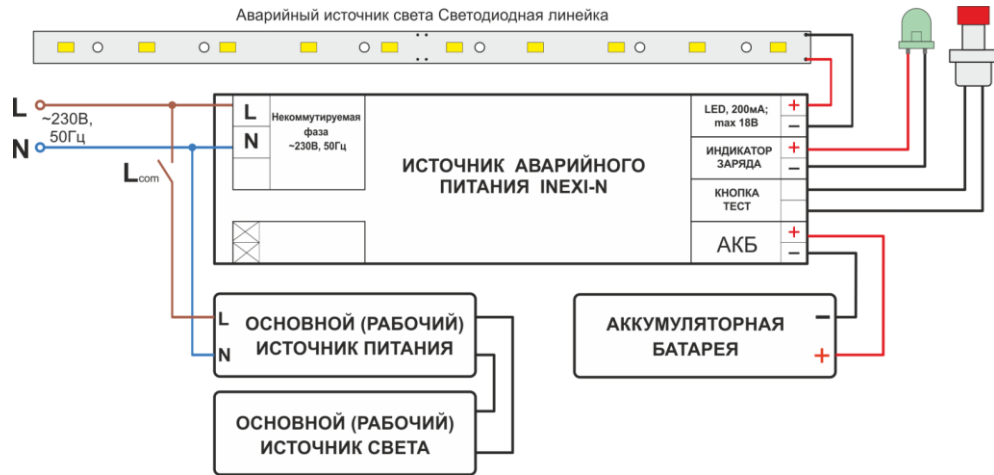 Аварийный источник света Светодиодная линейка
L
~230В,
50Гц
N
Lcom
L
N
Некоммутируемая
фаза
~230В, 50Гц
ИСТОЧНИК АВАРИЙНОГО
ПИТАНИЯ INEXI-N
LED, 200мА;
max 18В
+
−
ИНДИКАТОР
ЗАРЯДА
+
−
КНОПКА
ТЕСТ
АКБ
+
−
L
N
ОСНОВНОЙ (РАБОЧИЙ)
ИСТОЧНИК ПИТАНИЯ
ОСНОВНОЙ (РАБОЧИЙ)
ИСТОЧНИК СВЕТА
АККУМУЛЯТОРНАЯ
БАТАРЕЯ
−
+